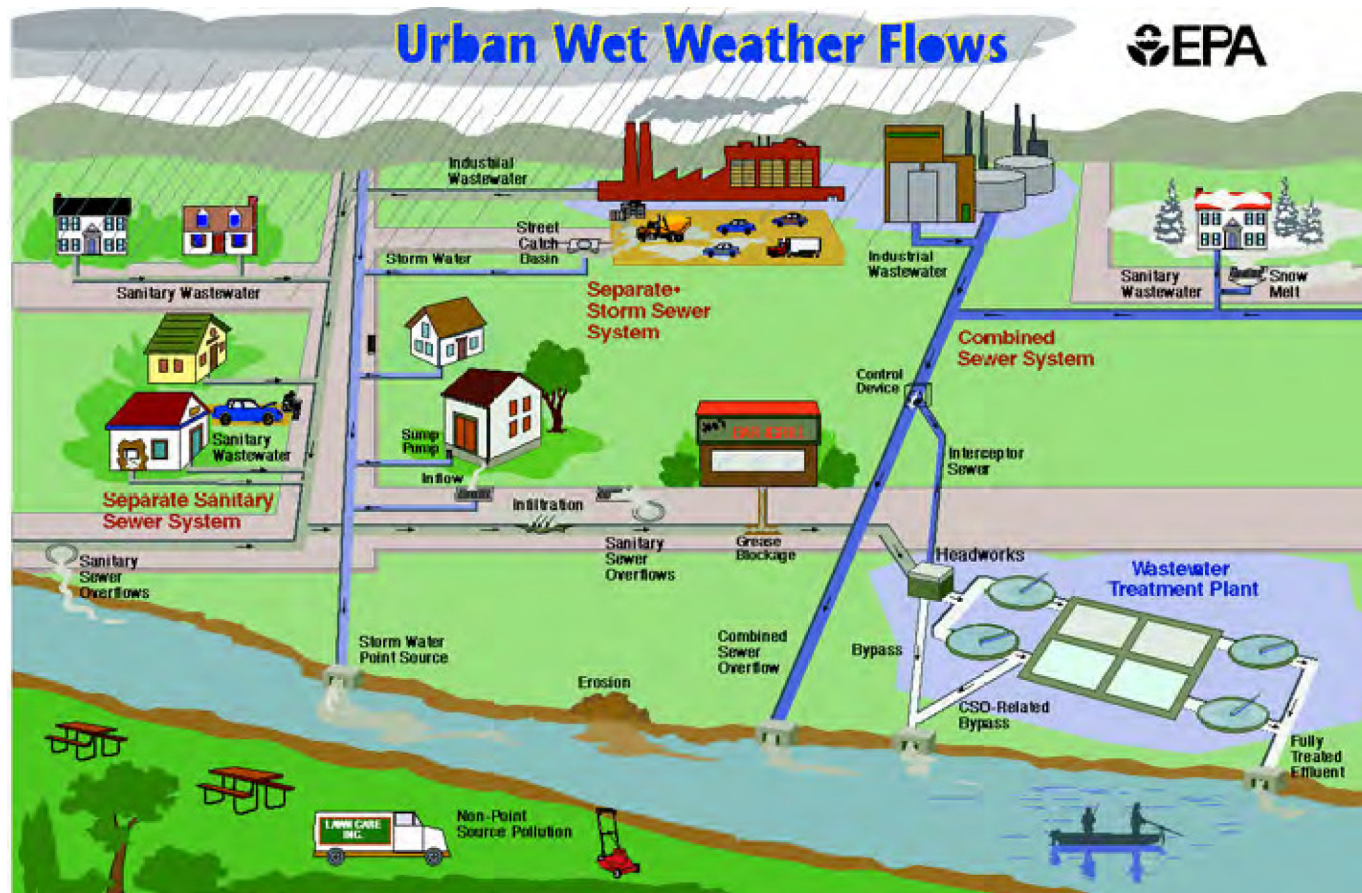 Urban Wet Weather Flows
EPA
Industrial
Wastewater
Street
Catch
Basin
Storm Water
Sanitary Wastewater
Separate•
Storm Sewer
System
Industrial
Wastewater
Sanitary
Wastewater
Snow
Melt
Combined
Sewer System
Control
Device
Interceptor
Sewer
Sanitary
Wastewater
Sump
Pump
Inflow
Separate Sanitary
Sewer System
Infiltration
Sanitary
Sewer
Overflows
Grease
Blockage
Headworks
Wastewater
Treatment Plant
Sanitary
Sewer
Overflows
Storm Water
Point Source
Erosion
Combined
Sewer
Overflow
Bypass
CSO-Related
Bypass
Fully
Treated
Effluent
LAWN CARE
INC.
Non-Point
Source Pollution